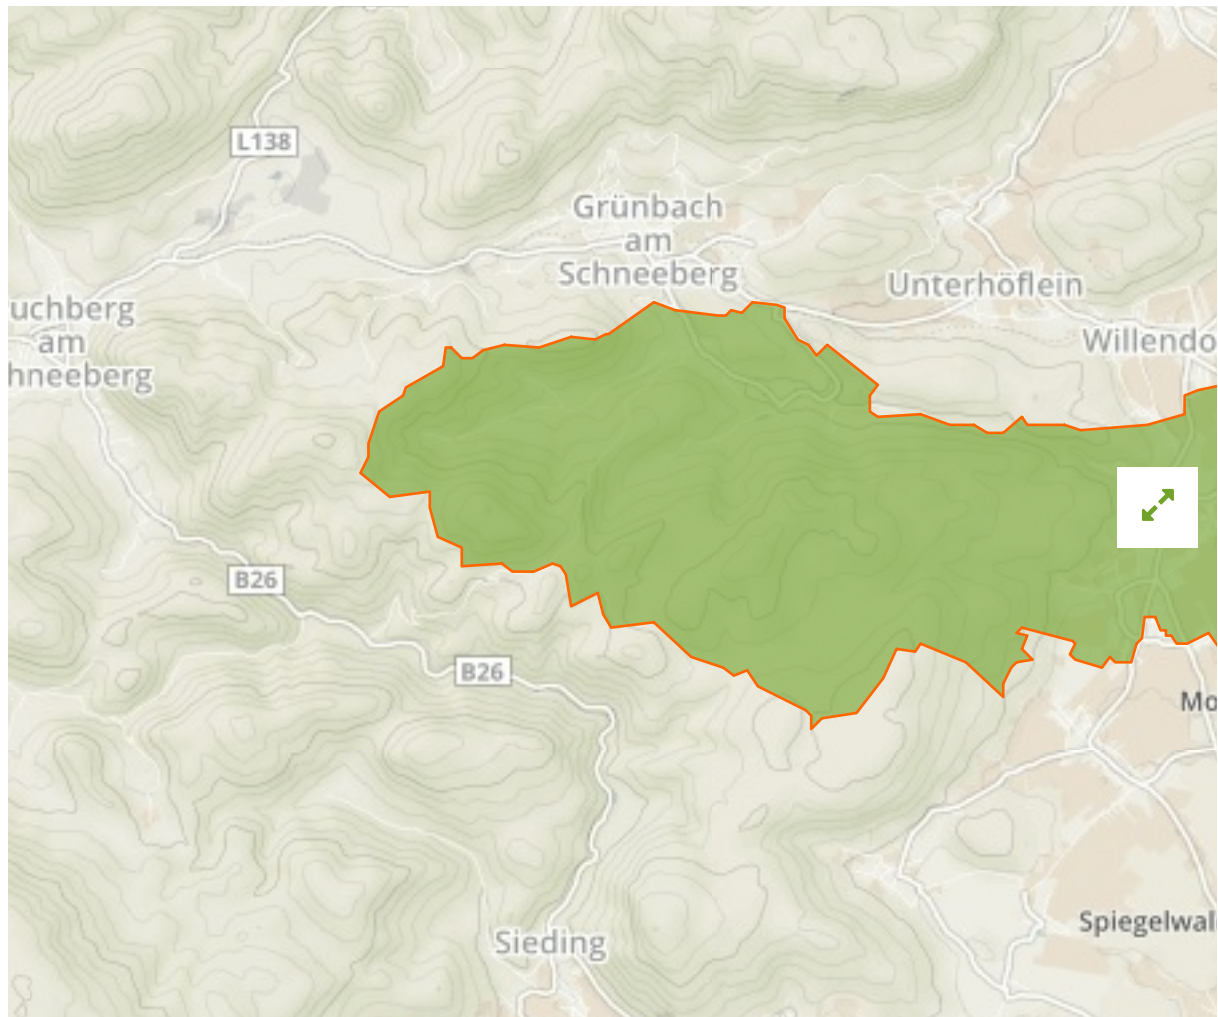 L138
Grünbach
am
Schneeberg
Unterhöflein
uchberg
am
hneeberg
Willendo
B26
B26
Mo
Sieding
Spiegelwal